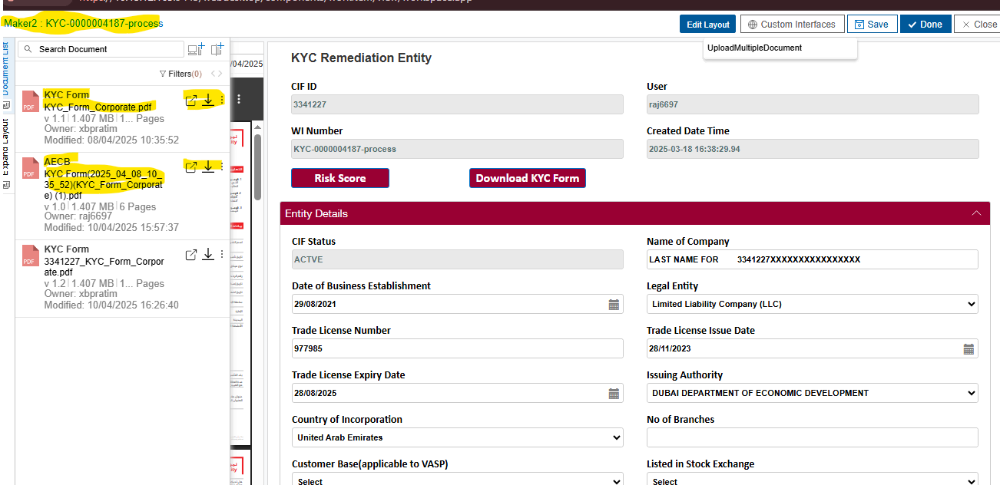 Maker2 : KYC-0000004187-process
Edit Layout
Custom Interfaces
Save
Done
Close
UploadMultipleDocument
Document List
Expand Layout
Search Document
Filters(0)
KYC Form
KYC_Form_Corporate.pdf
v 1.1 1.407 MB 1... Pages
Owner: xbpratim
Modified: 08/04/2025 10:35:52
AECB
KYC Form(2025_04_08_10_
35_52)(KYC_Form_Corporat
e) (1).pdf
v 1.0 1.407 MB 6 Pages
Owner: raj6697
Modified: 10/04/2025 15:57:37
KYC Form
3341227_KYC_Form_Corpor
ate.pdf
v 1.2 1.407 MB 1... Pages
Owner: xbpratim
Modified: 10/04/2025 16:26:40
PDF
PDF
PDF
/04/2025
KYC Remediation Entity
CIF ID
3341227
User
raj6697
WI Number
KYC-0000004187-process
Created Date Time
2025-03-18 16:38:29.94
Risk Score
Download KYC Form
Entity Details
CIF Status
ACTVE
Name of Company
LAST NAME FOR 3341227XXXXXXXXXXXXXXXX
Date of Business Establishment
29/08/2021
Legal Entity
Limited Liability Company (LLC)
Trade License Number
977985
Trade License Issue Date
28/11/2023
Trade License Expiry Date
28/08/2025
Issuing Authority
DUBAI DEPARTMENT OF ECONOMIC DEVELOPMENT
Country of Incorporation
United Arab Emirates
No of Branches
Customer Base(applicable to VASP)
Select
Listed in Stock Exchange
Select